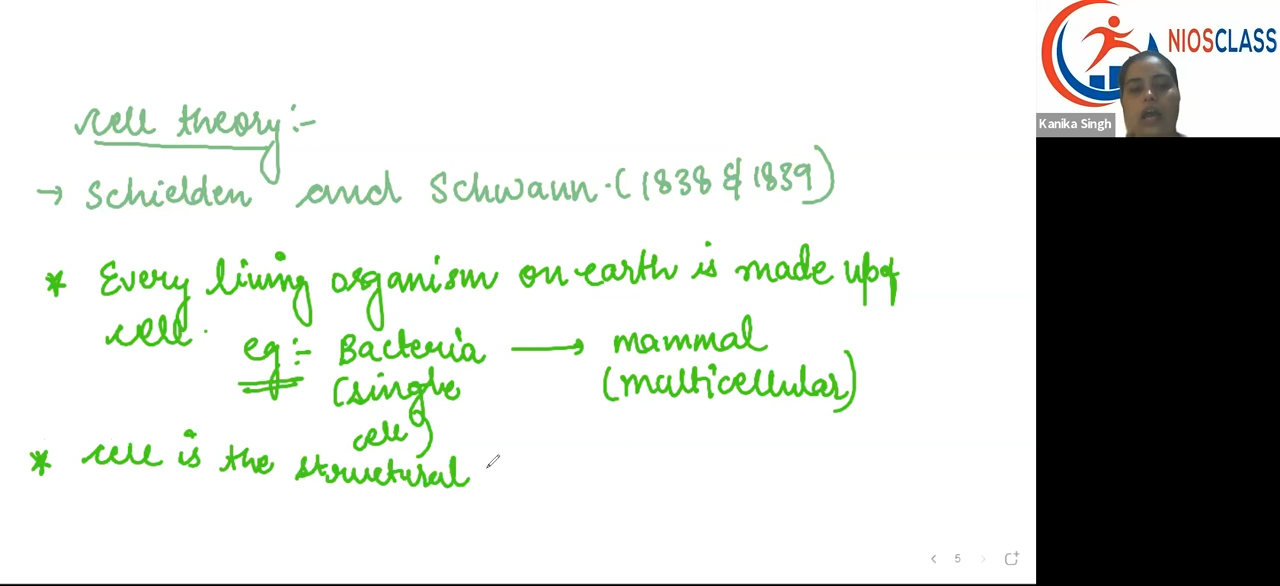 NIOSCLASS
Kanika Singh
Cell theory:-
→ Schielden and Schwann. (1838 & 1839)
* Every living organism on earth is made up of
cell.
eg:- Bacteria → mammal
(single (multicellular)
cell)
* cell is the structural
5